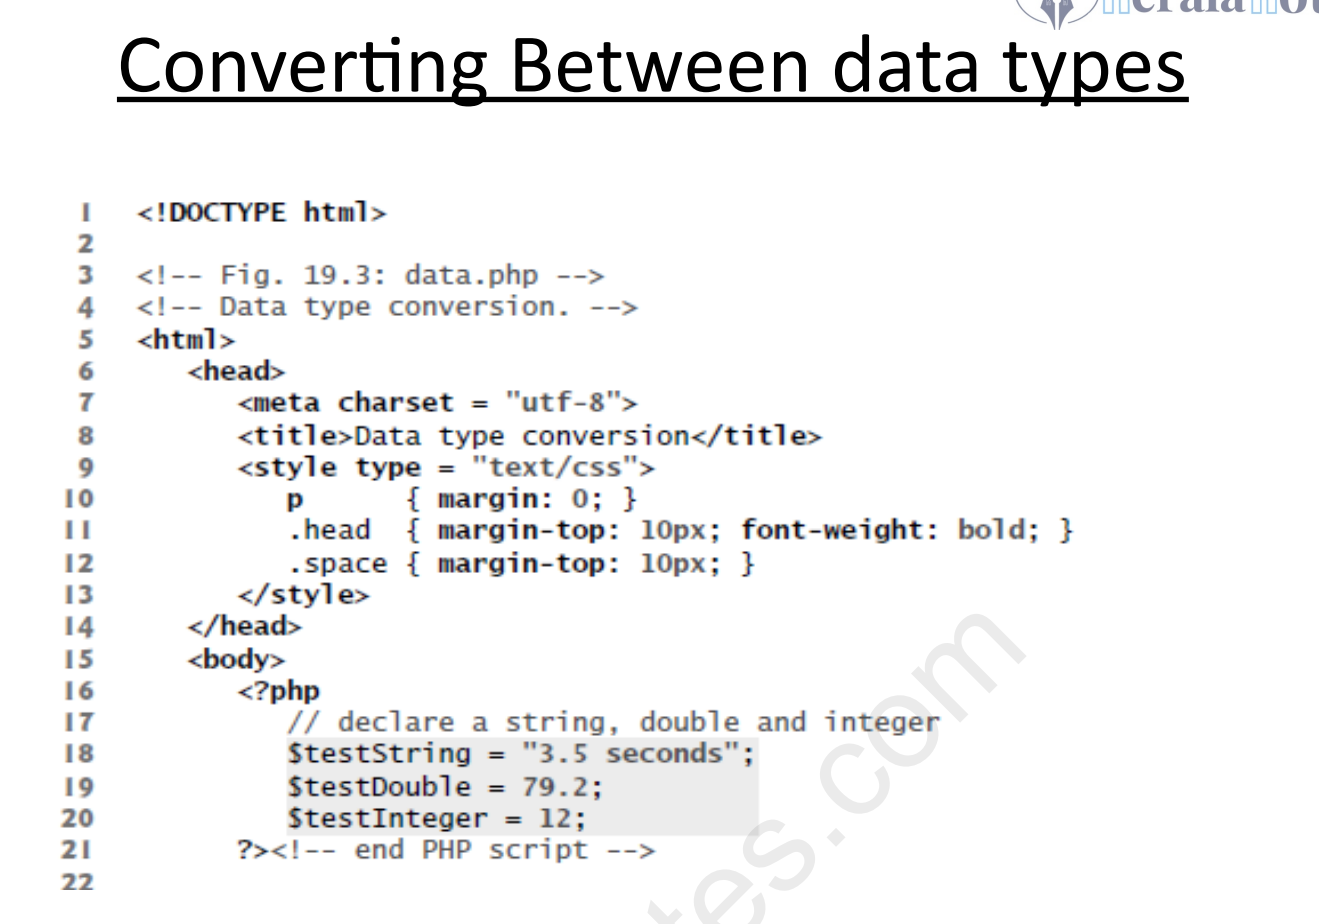 Converting Between data types
1 <!DOCTYPE html>
2
3 <!-- Fig. 19.3: data.php -->
4 <!-- Data type conversion. -->
5 <html>
6 <head>
7 <meta charset = "utf-8">
8 <title>Data type conversion</title>
9 <style type = "text/css">
10 p { margin: 0; }
11 .head { margin-top: 10px; font-weight: bold; }
12 .space { margin-top: 10px; }
13 </style>
14 </head>
15 <body>
16 <?php
17 // declare a string, double and integer
18 $testString = "3.5 seconds";
19 $testDouble = 79.2;
20 $testInteger = 12;
21 ?><!-- end PHP script -->
22